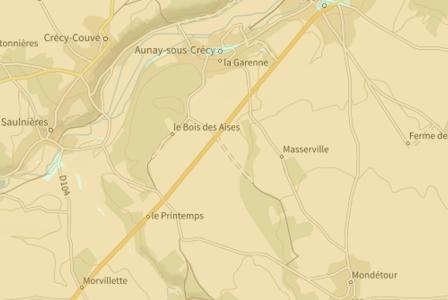 Crécy-Couvé
tonnières
Aunay-sous-Crécy
la Garenne
Saulnières
le Bois des Aises
Ferme de
Masserville
D104
le Printemps
Mondétour
Morvillette